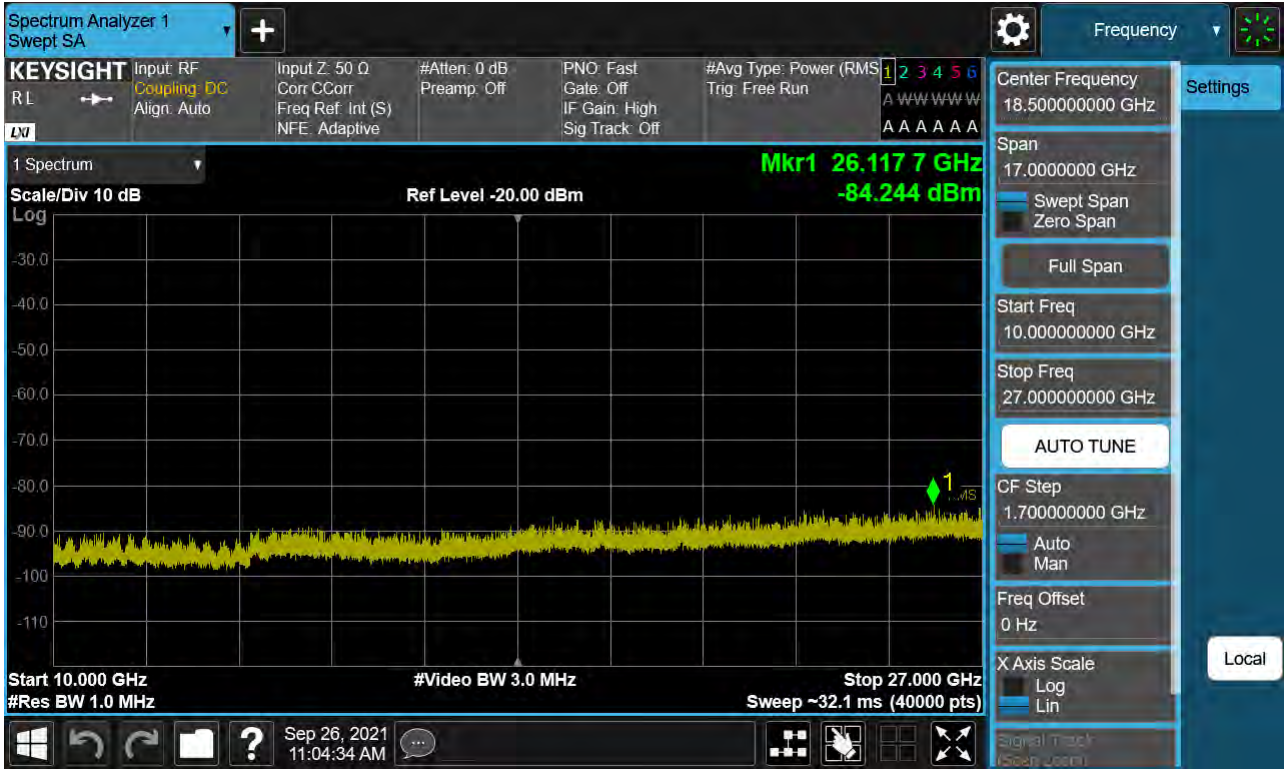 Spectrum Analyzer 1
Swept SA
Frequency
KEYSIGHT
R L
LXI
Input: RF
Coupling: DC
Align: Auto
Input Z: 50 Ω
Corr CCorr
Freq Ref: Int (S)
NFE: Adaptive
#Atten: 0 dB
Preamp: Off
PNO: Fast
Gate: Off
IF Gain: High
Sig Track: Off
#Avg Type: Power (RMS
Trig: Free Run
1 2 3 4 5 6
A W W W W W
A A A A A A
1 Spectrum
Scale/Div 10 dB
Ref Level -20.00 dBm
Mkr1 26.117 7 GHz
-84.244 dBm
Log
-30.0
-40.0
-50.0
-60.0
-70.0
-80.0
-90.0
-100
-110
1
Start 10.000 GHz
#Res BW 1.0 MHz
#Video BW 3.0 MHz
Stop 27.000 GHz
Sweep ~32.1 ms (40000 pts)
Center Frequency
18.500000000 GHz
Settings
Span
17.0000000 GHz
Swept Span
Zero Span
Full Span
Start Freq
10.000000000 GHz
Stop Freq
27.000000000 GHz
AUTO TUNE
CF Step
1.700000000 GHz
Auto
Man
Freq Offset
0 Hz
X Axis Scale
Log
Lin
Local
Signal Track
(Span Zoom)
?
Sep 26, 2021
11:04:34 AM